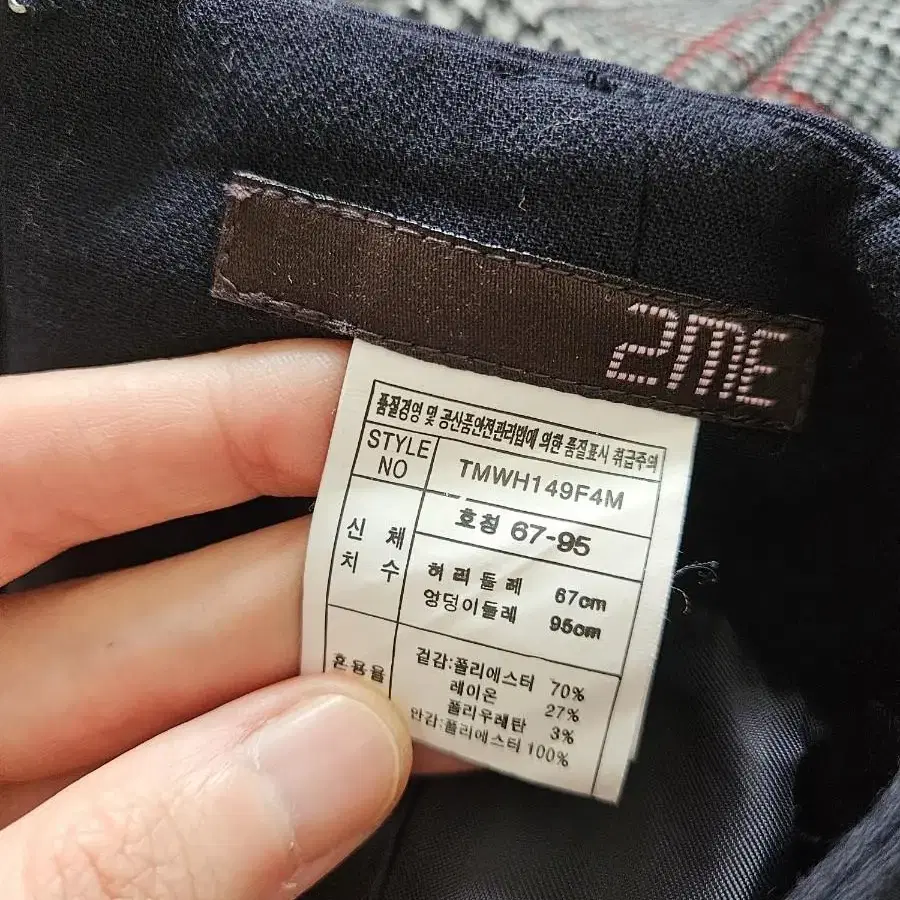 2ME
품질경영 및 공산품안전관리법에 의한 품질표시 취급주의
STYLE NO TMWH149F4M
호칭 67-95
신체 치수
허리둘레 67cm
엉덩이둘레 95cm
혼용율
겉감:폴리에스터 70%
레이온 27%
폴리우레탄 3%
안감:폴리에스터 100%